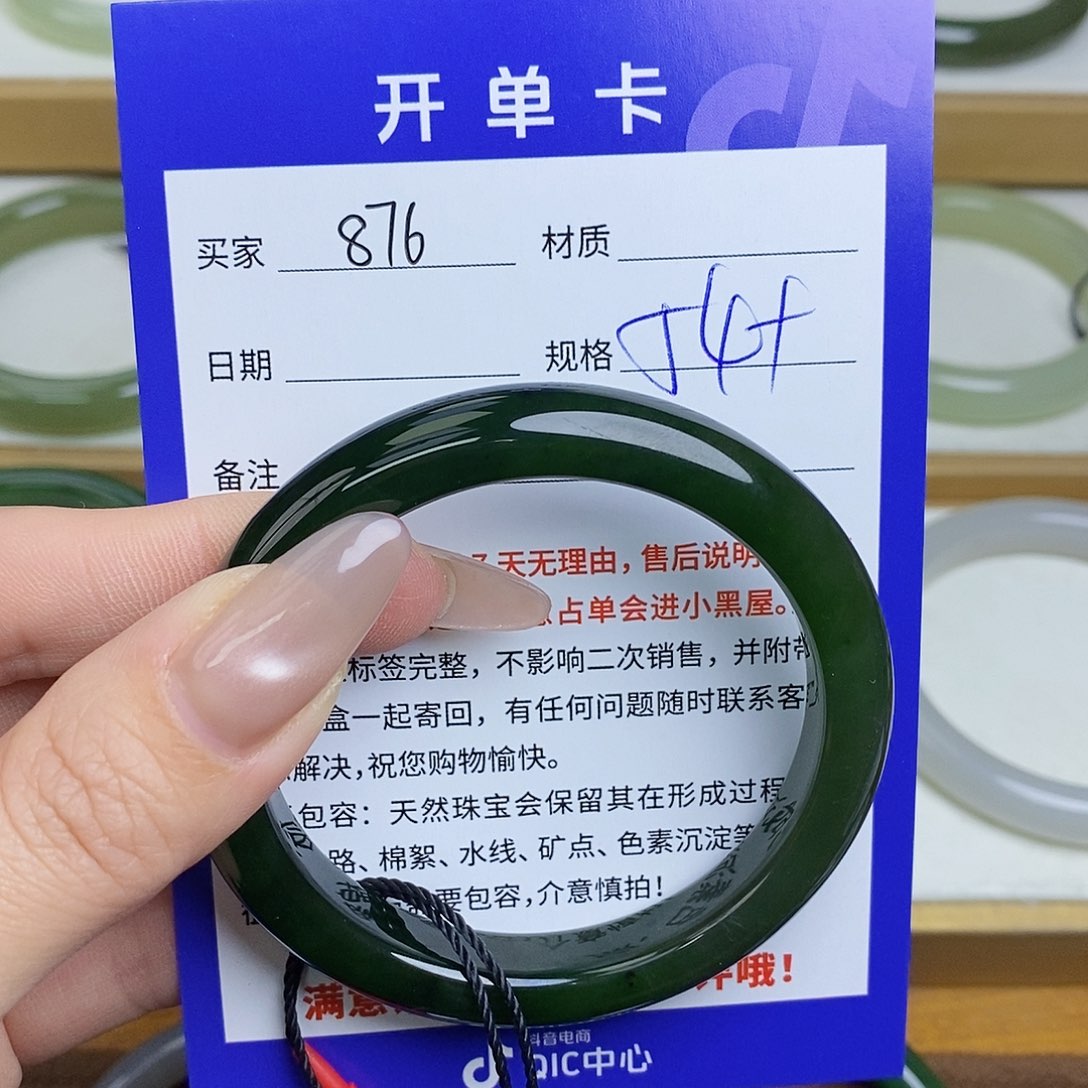 开单卡
买家 876 材质
日期 规格 54+
备注
天无理由，售后说明
占单会进小黑屋。
标签完整，不影响二次销售，并附带
盒一起寄回，有任何问题随时联系客
解决，祝您购物愉快。
包容：天然珠宝会保留其在形成过程
路、棉絮、水线、矿点、色素沉淀等
要包容，介意慎拍！
满意 哦！
抖音电商
QIC中心